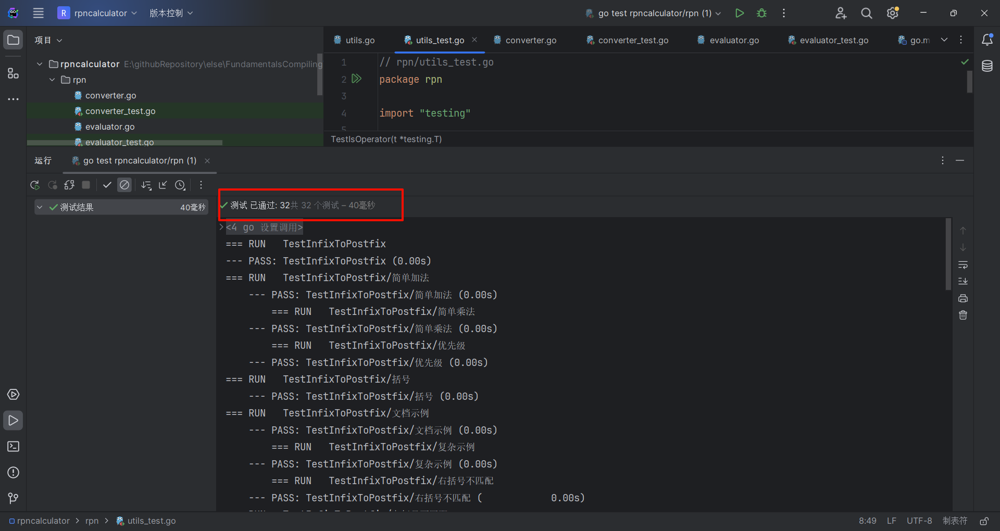 GO
R rpncalculator 版本控制 go test rpncalculator/rpn (1)
项目
utils.go utils_test.go converter.go converter_test.go evaluator.go evaluator_test.go go.m
rpncalculator E:\githubRepository\else\FundamentalsCompiling
rpn
converter.go
converter_test.go
evaluator.go
evaluator_test.go
1 // rpn/utils_test.go
2 package rpn
3
4 import "testing"
5
TestIsOperator(t *testing.T)
运行 go test rpncalculator/rpn (1)
测试结果 40毫秒
测试 已通过: 32共 32 个测试 – 40毫秒
<4 go 设置调用>
=== RUN   TestInfixToPostfix
--- PASS: TestInfixToPostfix (0.00s)
=== RUN   TestInfixToPostfix/简单加法
    --- PASS: TestInfixToPostfix/简单加法 (0.00s)
        === RUN   TestInfixToPostfix/简单乘法
    --- PASS: TestInfixToPostfix/简单乘法 (0.00s)
        === RUN   TestInfixToPostfix/优先级
    --- PASS: TestInfixToPostfix/优先级 (0.00s)
=== RUN   TestInfixToPostfix/括号
    --- PASS: TestInfixToPostfix/括号 (0.00s)
=== RUN   TestInfixToPostfix/文档示例
    --- PASS: TestInfixToPostfix/文档示例 (0.00s)
        === RUN   TestInfixToPostfix/复杂示例
    --- PASS: TestInfixToPostfix/复杂示例 (0.00s)
        === RUN   TestInfixToPostfix/右括号不匹配
    --- PASS: TestInfixToPostfix/右括号不匹配 (            0.00s)
rpncalculator rpn utils_test.go 8:49 LF UTF-8 制表符